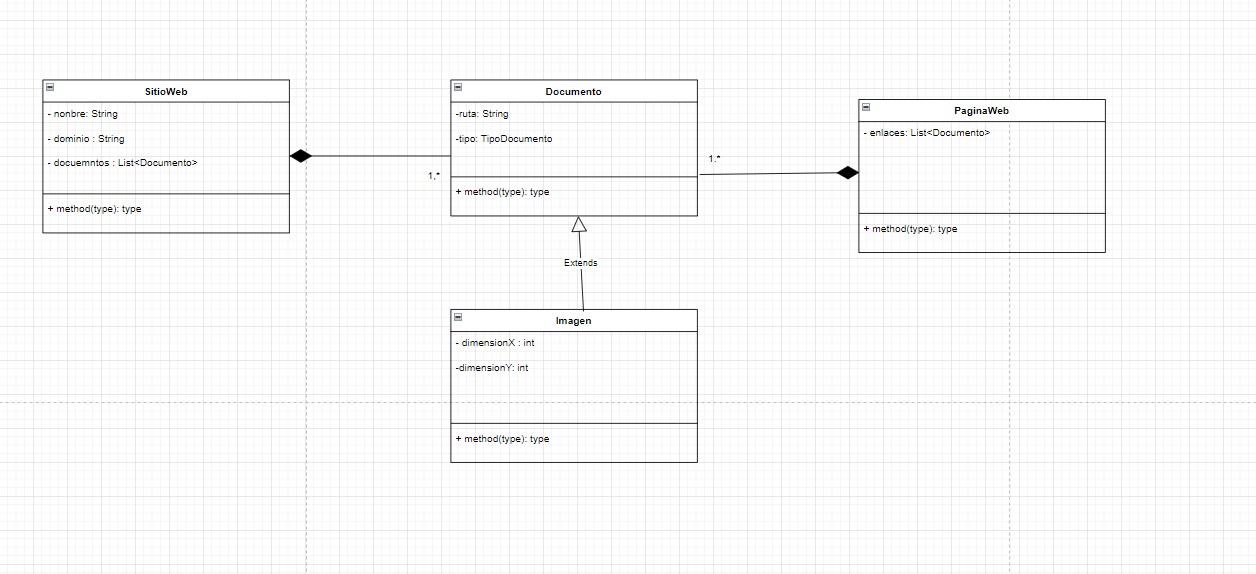 SitioWeb
- nonbre: String
- dominio : String
- docuemntos : List<Documento>
+ method(type): type
Documento
-ruta: String
-tipo: TipoDocumento
+ method(type): type
1.*
1.*
PaginaWeb
- enlaces: List<Documento>
+ method(type): type
Extends
Imagen
- dimensionX : int
-dimensionY: int
+ method(type): type